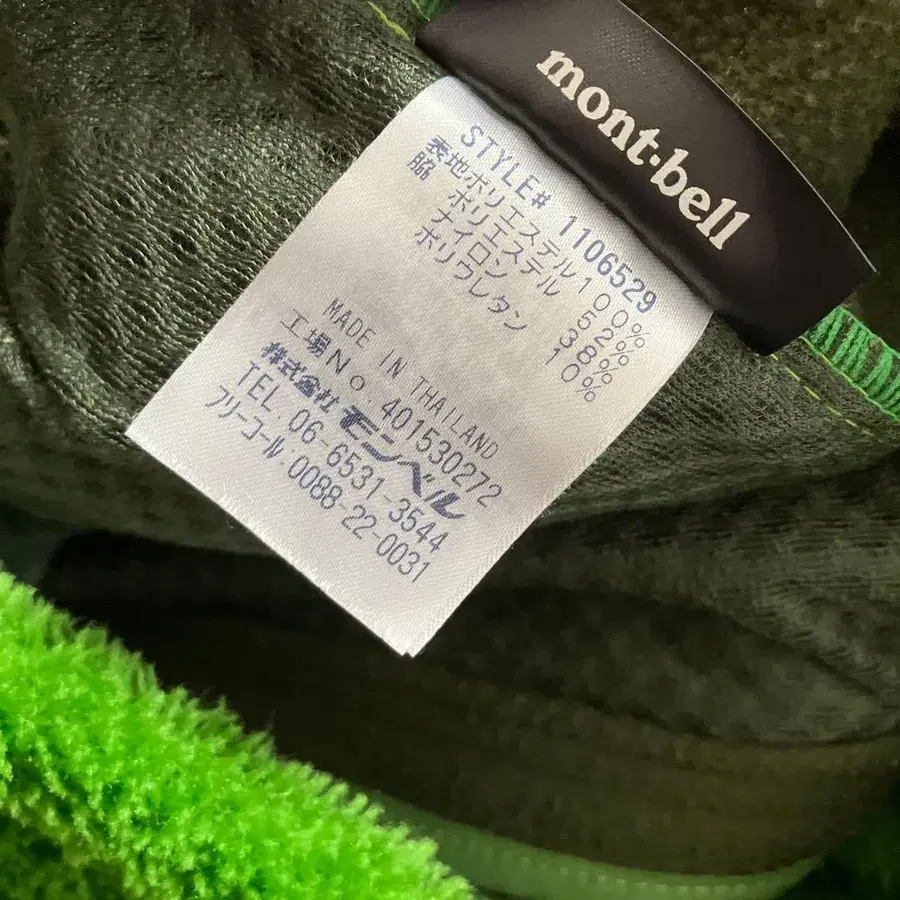 mont-bell
STYLE# 1106529
表地ポリエステル100%
脇 ポリエステル 52%
ナイロン 38%
ポリウレタン 10%
MADE IN THAILAND
工場No. 401530272
株式会社モンベル
TEL. 06-6531-3544
フリーコール:0088-22-0031